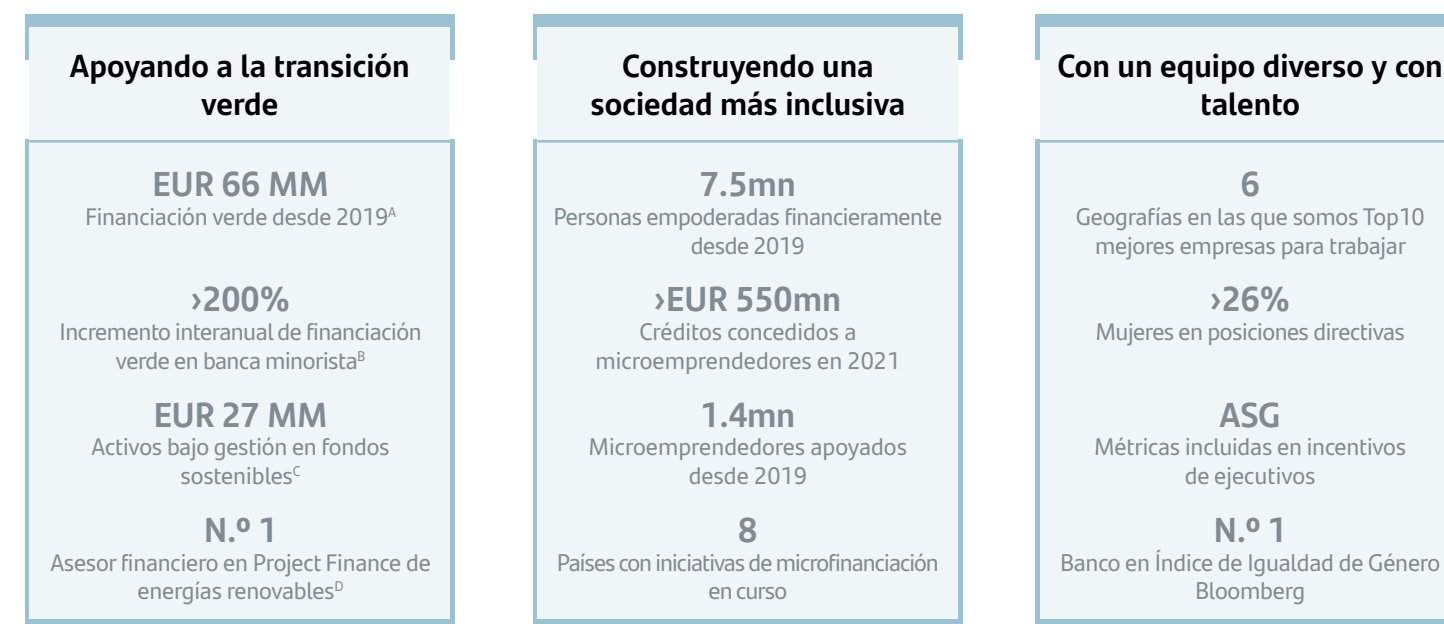 Apoyando a la transición
verde
EUR 66 MM
Financiación verde desde 2019ᴬ
›200%
Incremento interanual de financiación
verde en banca minoristaᴮ
EUR 27 MM
Activos bajo gestión en fondos
sosteniblesᶜ
N.º 1
Asesor financiero en Project Finance de
energías renovablesᴰ
Construyendo una
sociedad más inclusiva
7.5mn
Personas empoderadas financieramente
desde 2019
›EUR 550mn
Créditos concedidos a
microemprendedores en 2021
1.4mn
Microemprendedores apoyados
desde 2019
8
Países con iniciativas de microfinanciación
en curso
Con un equipo diverso y con
talento
6
Geografías en las que somos Top10
mejores empresas para trabajar
›26%
Mujeres en posiciones directivas
ASG
Métricas incluidas en incentivos
de ejecutivos
N.º 1
Banco en Índice de Igualdad de Género
Bloomberg